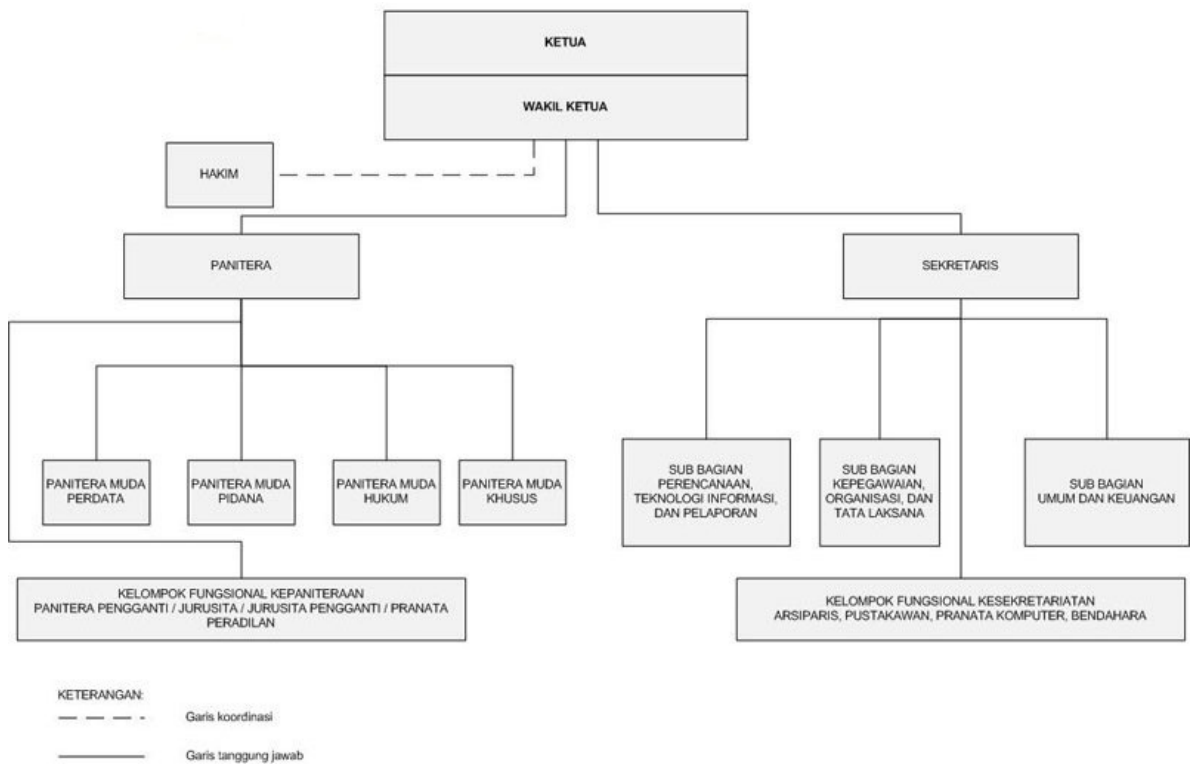 KETUA
WAKIL KETUA
HAKIM
PANITERA
SEKRETARIS
PANITERA MUDA
PERDATA
PANITERA MUDA
PIDANA
PANITERA MUDA
HUKUM
PANITERA MUDA
KHUSUS
SUB BAGIAN
PERENCANAAN,
TEKNOLOGI INFORMASI,
DAN PELAPORAN
SUB BAGIAN
KEPEGAWAIAN,
ORGANISASI, DAN
TATA LAKSANA
SUB BAGIAN
UMUM DAN KEUANGAN
KELOMPOK FUNGSIONAL KEPANITERAAN
PANITERA PENGGANTI / JURUSITA / JURUSITA PENGGANTI / PRANATA
PERADILAN
KELOMPOK FUNGSIONAL KESEKRETARIATAN
ARSIPARIS, PUSTAKAWAN, PRANATA KOMPUTER, BENDAHARA
KETERANGAN:
Garis koordinasi
Garis tanggung jawab